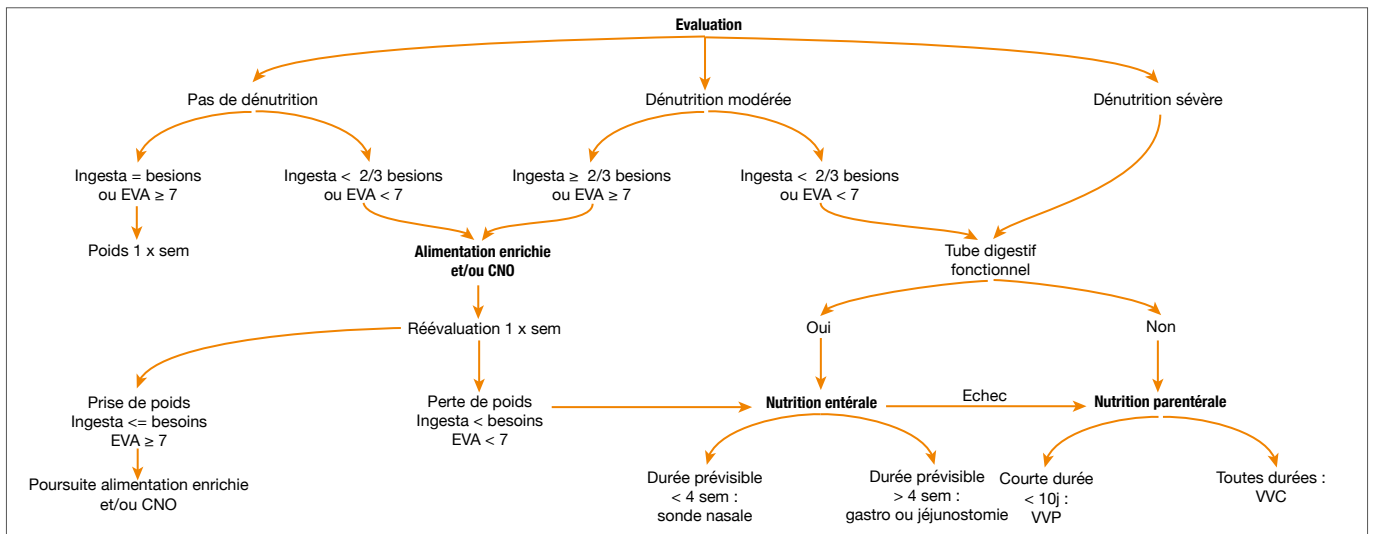 Evaluation
Pas de dénutrition
Dénutrition modérée
Dénutrition sévère
Ingesta = besions
ou EVA ≥ 7
Ingesta < 2/3 besions
ou EVA < 7
Ingesta ≥ 2/3 besions
ou EVA ≥ 7
Ingesta < 2/3 besions
ou EVA < 7
Poids 1 x sem
Alimentation enrichie
et/ou CNO
Tube digestif
fonctionnel
Réévaluation 1 x sem
Oui
Non
Prise de poids
Ingesta <= besoins
EVA ≥ 7
Perte de poids
Ingesta < besoins
EVA < 7
Nutrition entérale
Echec
Nutrition parentérale
Poursuite alimentation enrichie
et/ou CNO
Durée prévisible
< 4 sem :
sonde nasale
Durée prévisible
> 4 sem :
gastro ou jéjunostomie
Courte durée
< 10j :
VVP
Toutes durées :
VVC